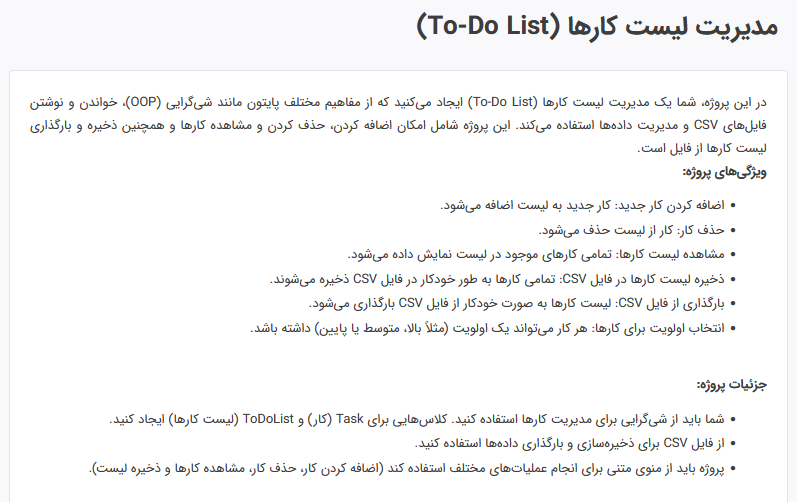 مدیریت لیست کارها (To-Do List)
در این پروژه، شما یک مدیریت لیست کارها (To-Do List) ایجاد می‌کنید که از مفاهیم مختلف پایتون مانند شی‌گرایی (OOP)، خواندن و نوشتن
فایل‌های CSV و مدیریت داده‌ها استفاده می‌کند. این پروژه شامل امکان اضافه کردن، حذف کردن و مشاهده کارها و همچنین ذخیره و بارگذاری
لیست کارها از فایل است.
ویژگی‌های پروژه:
• اضافه کردن کار جدید: کار جدید به لیست اضافه می‌شود.
• حذف کار: کار از لیست حذف می‌شود.
• مشاهده لیست کارها: تمامی کارهای موجود در لیست نمایش داده می‌شود.
• ذخیره لیست کارها در فایل CSV: تمامی کارها به طور خودکار در فایل CSV ذخیره می‌شوند.
• بارگذاری از فایل CSV: لیست کارها به صورت خودکار از فایل CSV بارگذاری می‌شود.
• انتخاب اولویت برای کارها: هر کار می‌تواند یک اولویت (مثلاً بالا، متوسط یا پایین) داشته باشد.
جزئیات پروژه:
• شما باید از شی‌گرایی برای مدیریت کارها استفاده کنید. کلاس‌هایی برای Task (کار) و ToDoList (لیست کارها) ایجاد کنید.
• از فایل CSV برای ذخیره‌سازی و بارگذاری داده‌ها استفاده کنید.
• پروژه باید از منوی متنی برای انجام عملیات‌های مختلف استفاده کند (اضافه کردن کار، حذف کار، مشاهده کارها و ذخیره لیست).